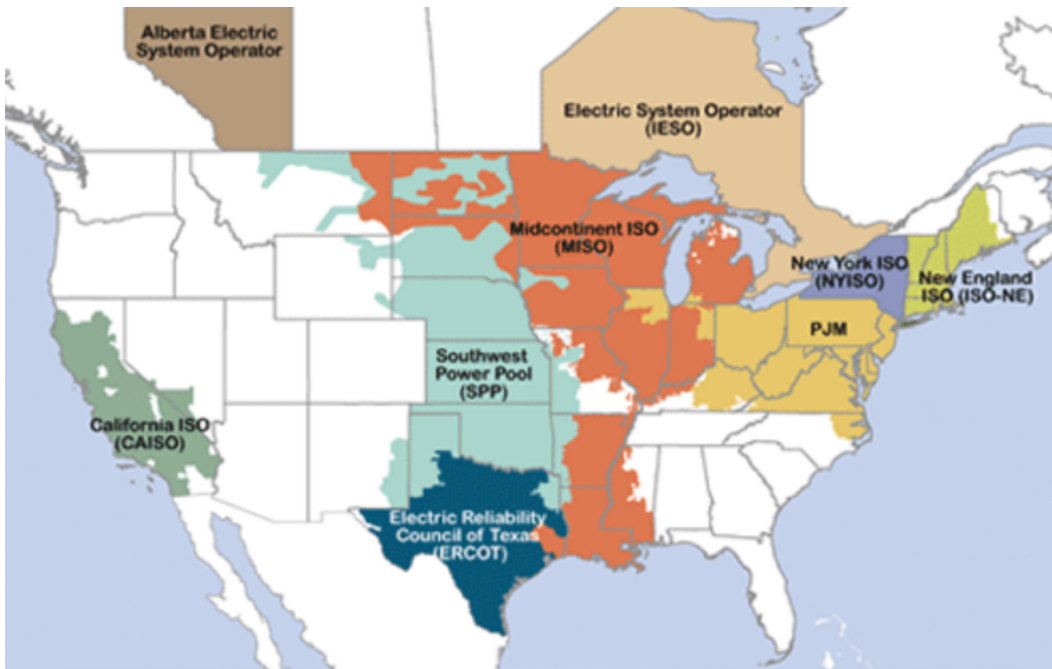 Alberta Electric
System Operator
Electric System Operator
(IESO)
Midcontinent ISO
(MISO)
New York ISO
(NYISO)
New England
ISO (ISO-NE)
PJM
Southwest
Power Pool
(SPP)
California ISO
(CAISO)
Electric Reliability
Council of Texas
(ERCOT)